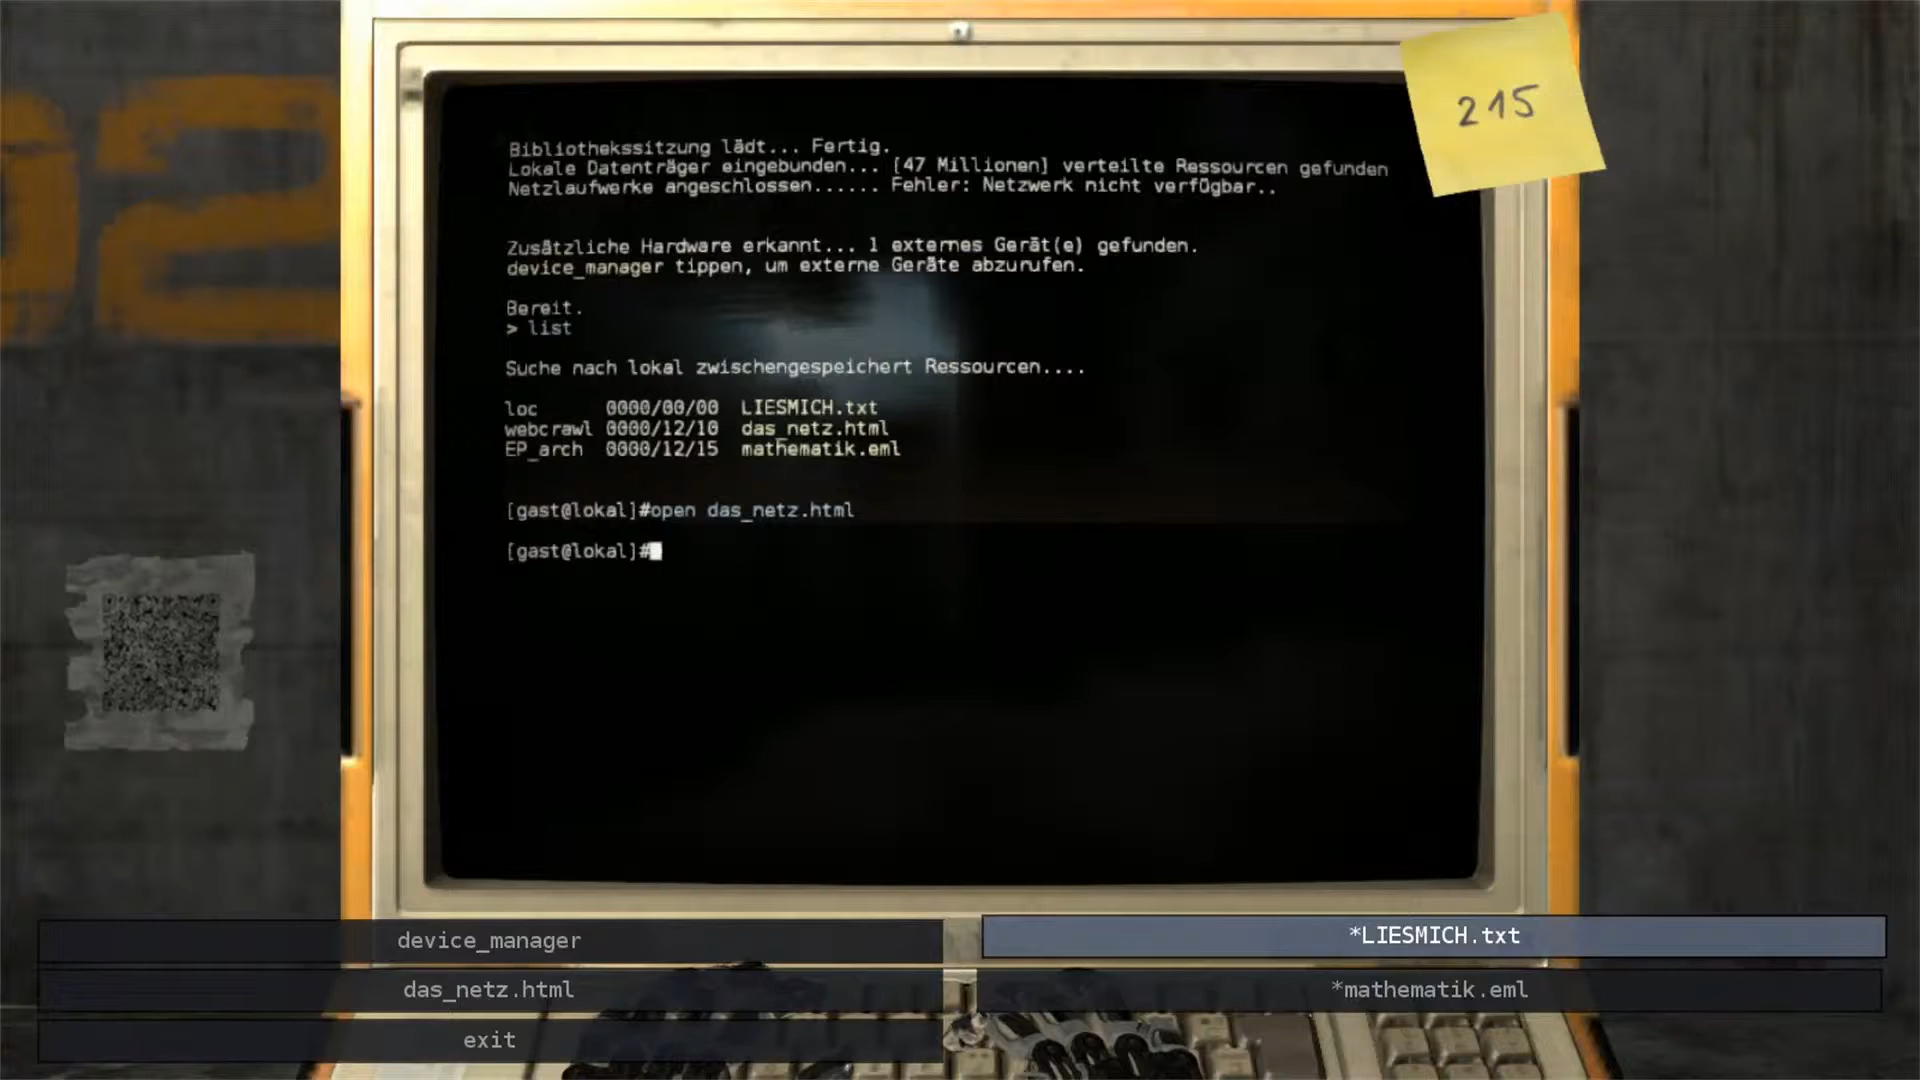 02
215
Bibliothekssitzung lädt... Fertig.
Lokale Datenträger eingebunden... [47 Millionen] verteilte Ressourcen gefunden
Netzlaufwerke angeschlossen...... Fehler: Netzwerk nicht verfügbar..
Zusätzliche Hardware erkannt... 1 externes Gerät(e) gefunden.
device_manager tippen, um externe Geräte abzurufen.
Bereit.
> list
Suche nach lokal zwischengespeichert Ressourcen....
loc 0000/00/00 LIESMICH.txt
webcrawl 0000/12/10 das_netz.html
EP_arch 0000/12/15 mathematik.eml
[gast@lokal]#open das_netz.html
[gast@lokal]#
device_manager
*LIESMICH.txt
das_netz.html
*mathematik.eml
exit